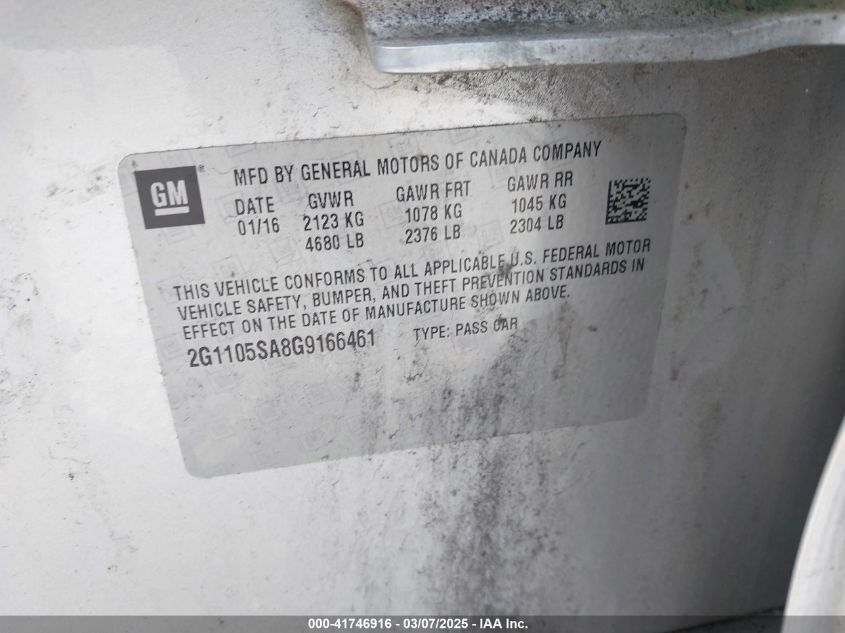 GM
MFD BY GENERAL MOTORS OF CANADA COMPANY
DATE GVWR GAWR FRT GAWR RR
01/16 2123 KG 1078 KG 1045 KG
4680 LB 2376 LB 2304 LB
THIS VEHICLE CONFORMS TO ALL APPLICABLE U.S. FEDERAL MOTOR
VEHICLE SAFETY, BUMPER, AND THEFT PREVENTION STANDARDS IN
EFFECT ON THE DATE OF MANUFACTURE SHOWN ABOVE.
2G1105SA8G9166461 TYPE: PASS CAR
000-41746916 - 03/07/2025 - IAA Inc.